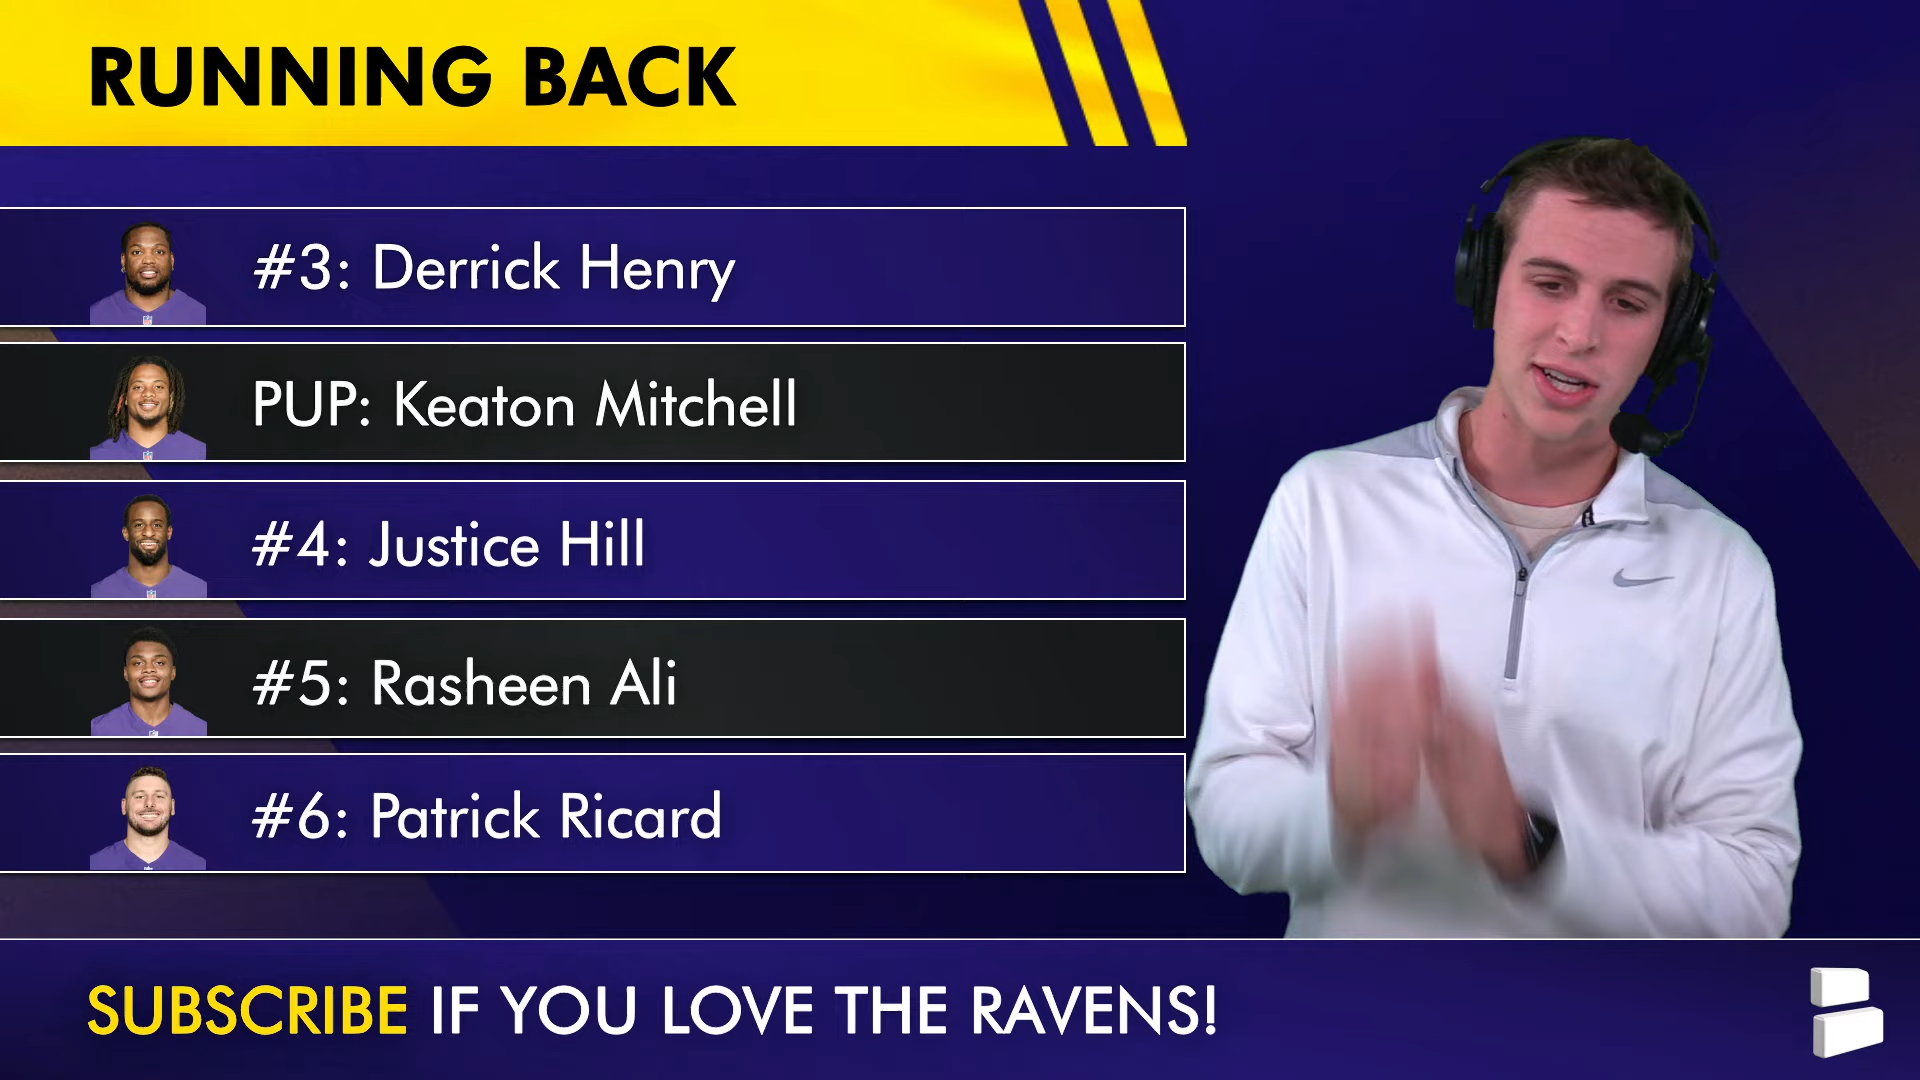 RUNNING BACK
#3: Derrick Henry
PUP: Keaton Mitchell
#4: Justice Hill
#5: Rasheen Ali
#6: Patrick Ricard
SUBSCRIBE IF YOU LOVE THE RAVENS!